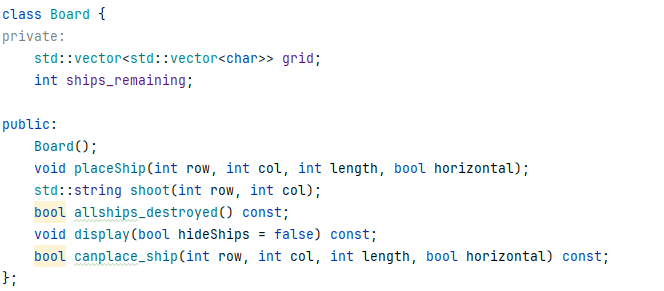 class Board {
private:
    std::vector<std::vector<char>> grid;
    int ships_remaining;

public:
    Board();
    void placeShip(int row, int col, int length, bool horizontal);
    std::string shoot(int row, int col);
    bool allships_destroyed() const;
    void display(bool hideShips = false) const;
    bool canplace_ship(int row, int col, int length, bool horizontal) const;
};